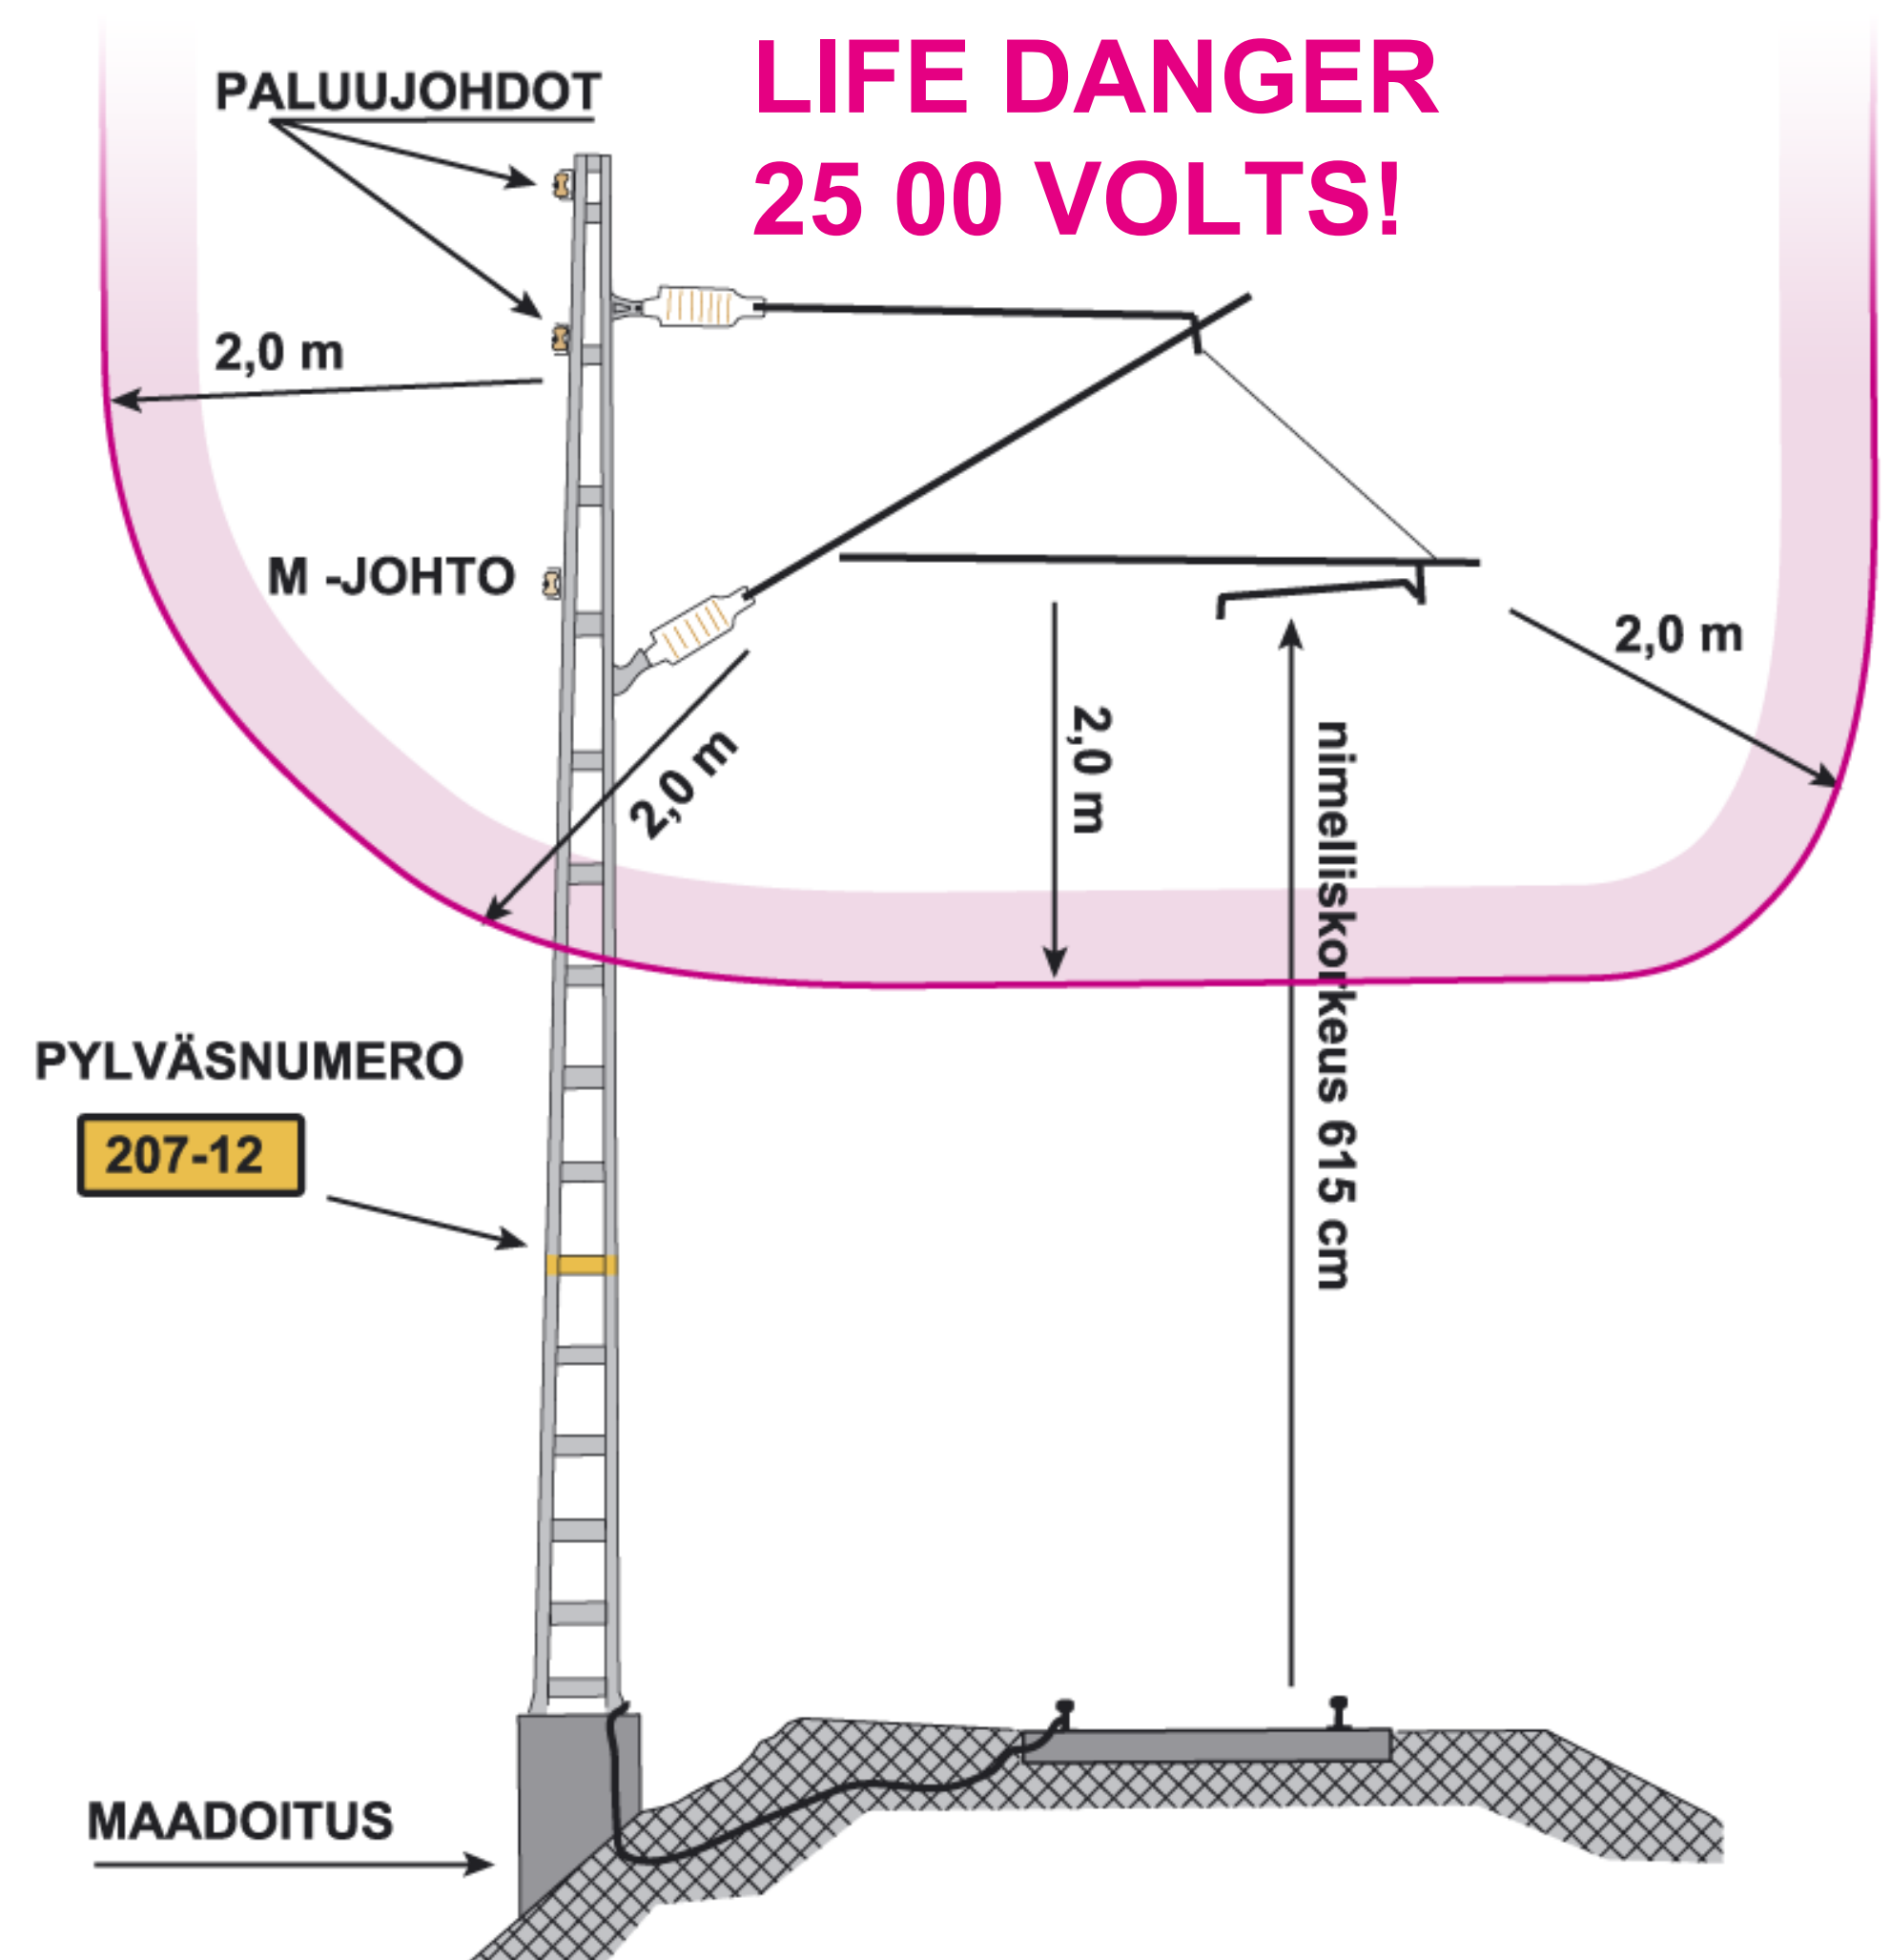 LIFE DANGER
25 00 VOLTS!
PALUUJOHDOT
2,0 m
M -JOHTO
2,0 m
2,0 m
2,0 m
nimelliskorkeus 615 cm
PYLVÄSNUMERO
207-12
MAADOITUS